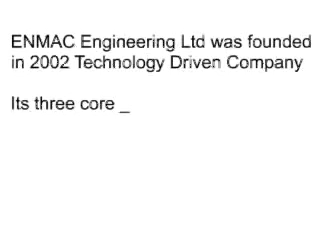 ENMAC Engineering Ltd was founded
in 2002 Technology Driven Company
Its three core _